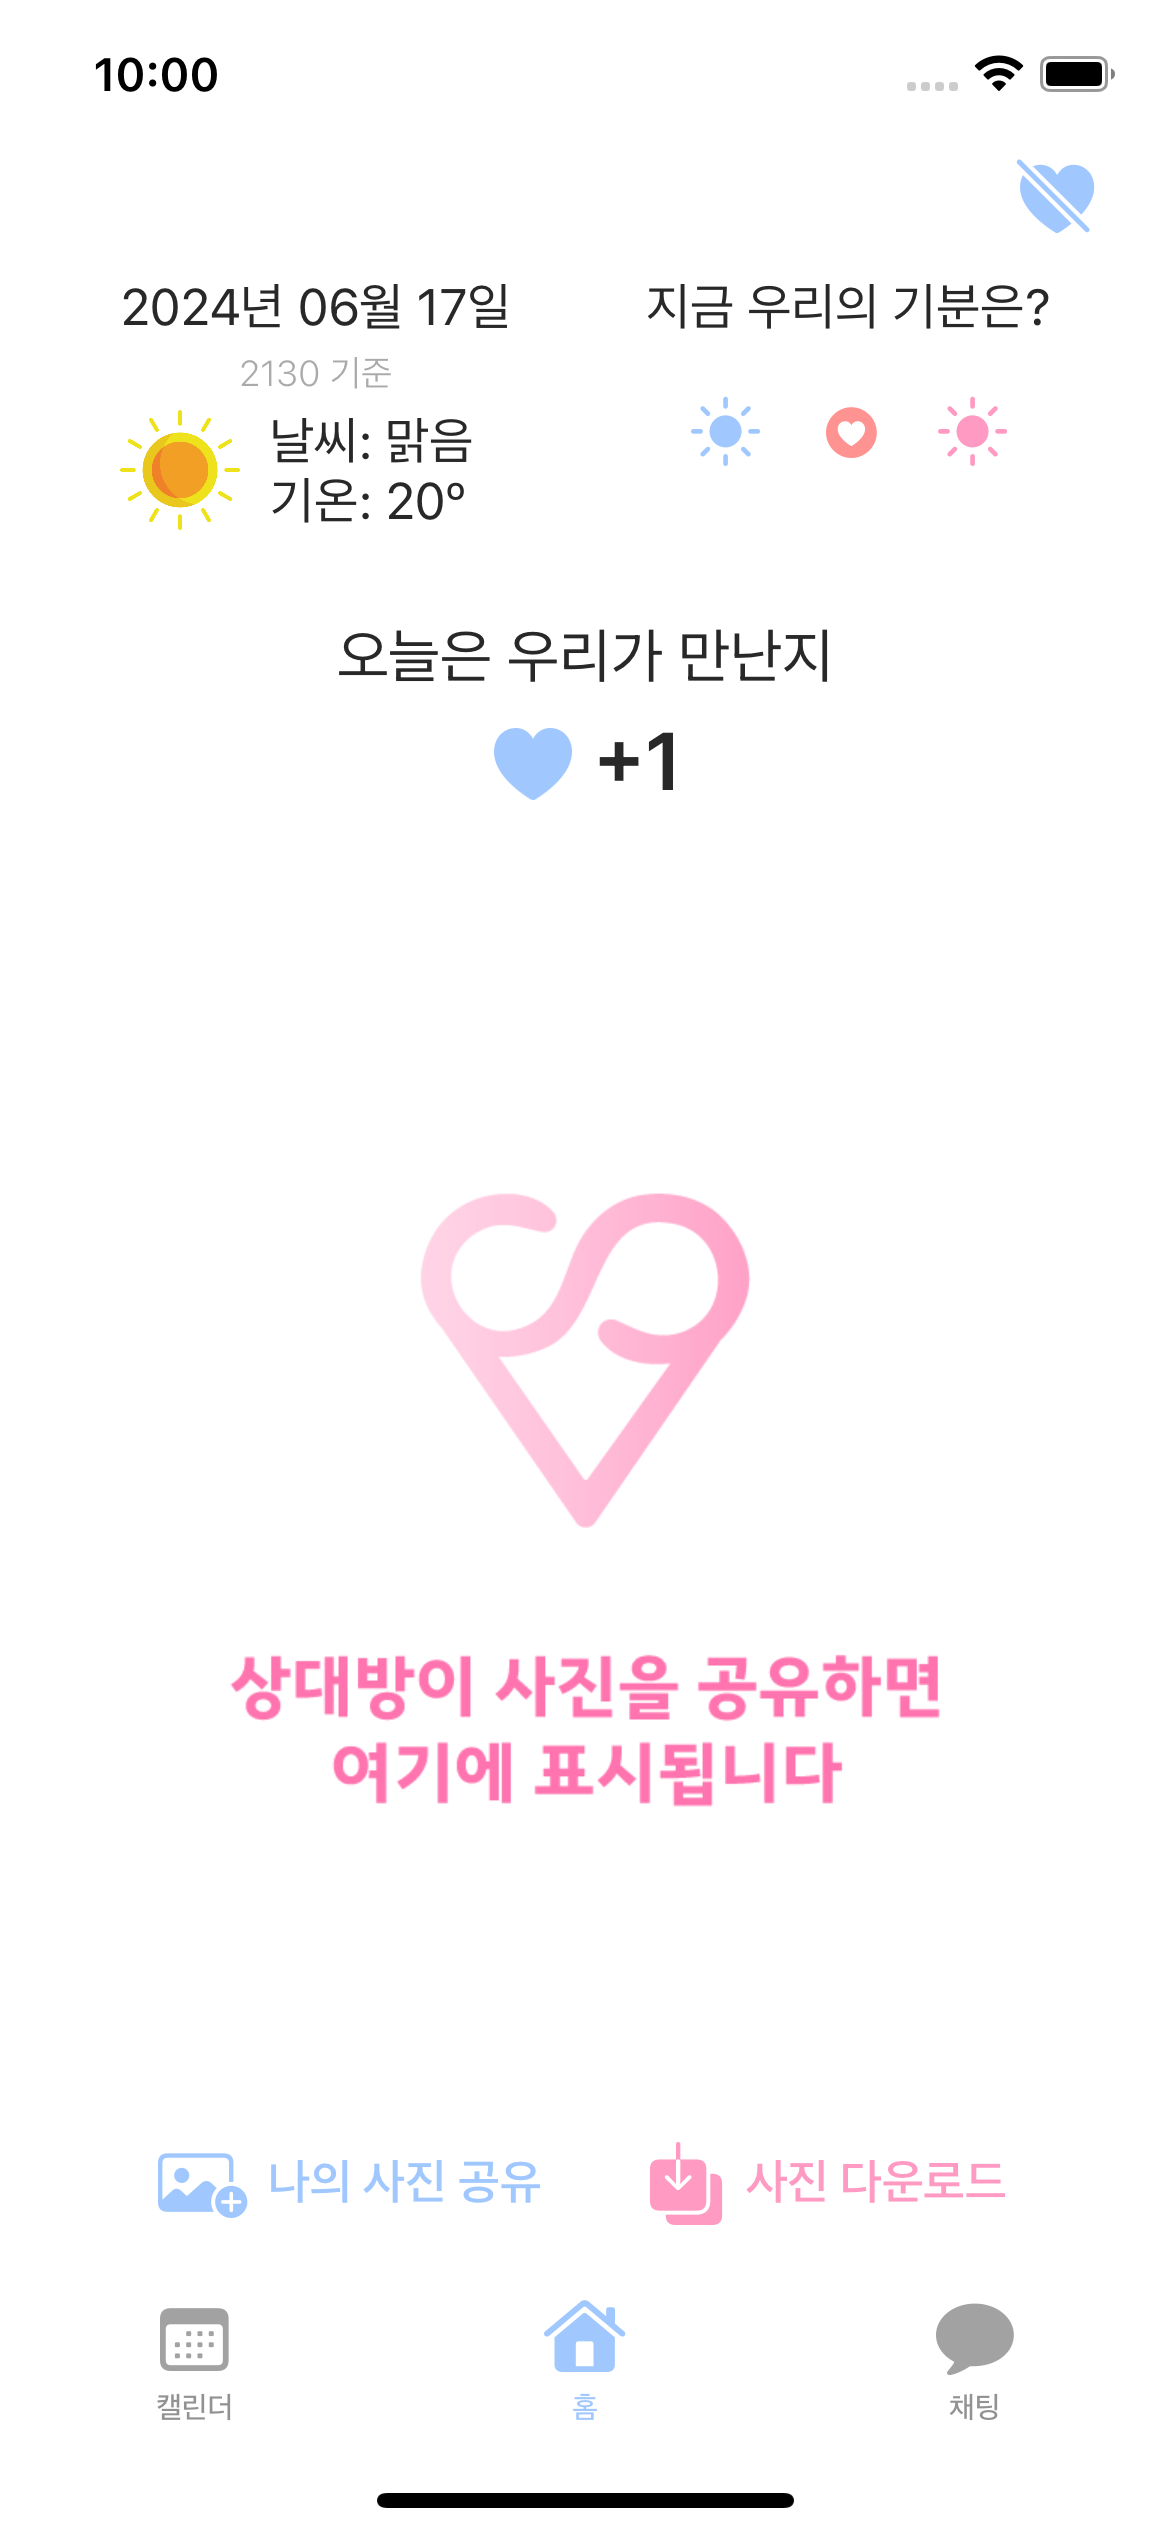 10:00
2024년 06월 17일
지금 우리의 기분은?
2130 기준
날씨: 맑음
기온: 20º
오늘은 우리가 만난지
+1
상대방이 사진을 공유하면
여기에 표시됩니다
나의 사진 공유
사진 다운로드
캘린더
홈
채팅